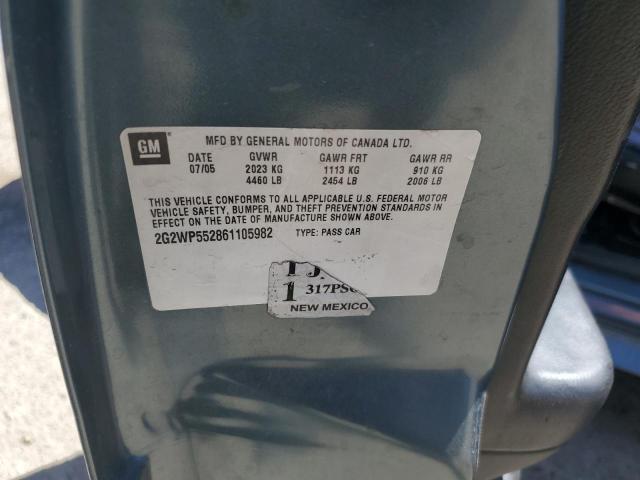 GM
MFD BY GENERAL MOTORS OF CANADA LTD.
DATE GVWR GAWR FRT GAWR RR
07/05 2023 KG 1113 KG 910 KG
4460 LB 2454 LB 2006 LB
THIS VEHICLE CONFORMS TO ALL APPLICABLE U.S. FEDERAL MOTOR
VEHICLE SAFETY, BUMPER, AND THEFT PREVENTION STANDARDS IN
EFFECT ON THE DATE OF MANUFACTURE SHOWN ABOVE.
2G2WP552861105982 TYPE: PASS CAR
1
NEW MEXICO